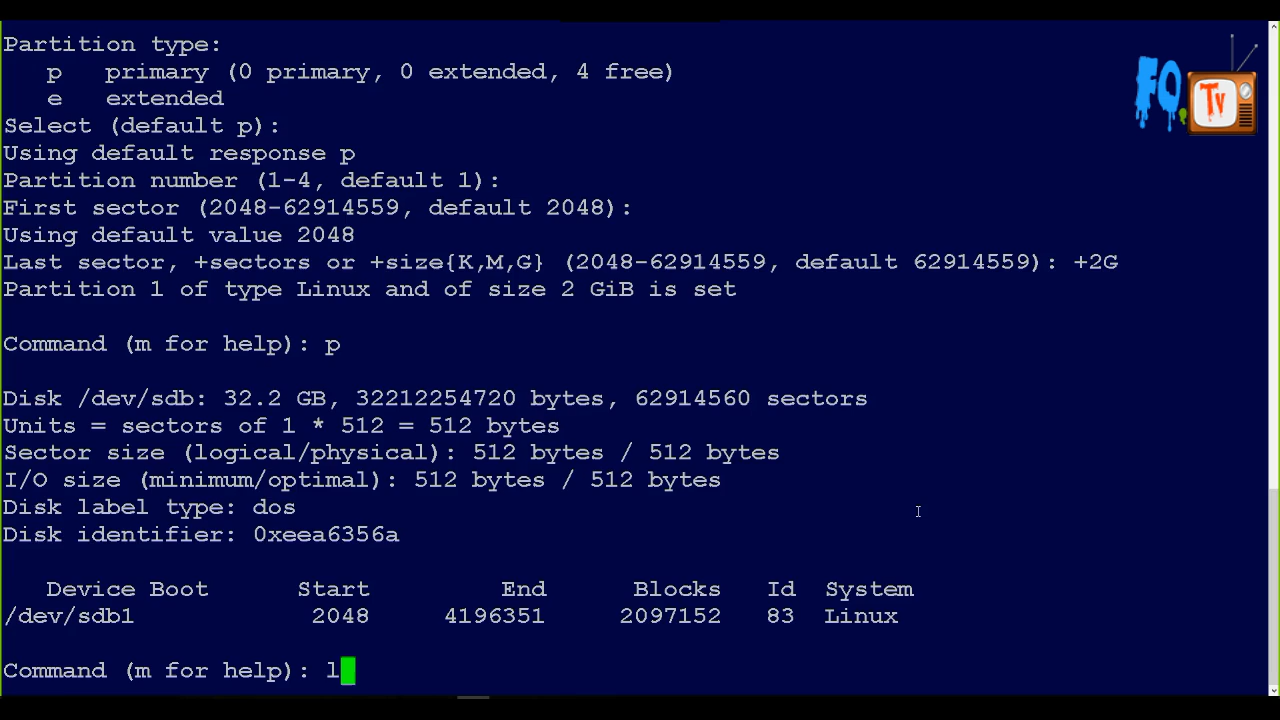 Partition type:
   p   primary (0 primary, 0 extended, 4 free)
   e   extended
Select (default p):
Using default response p
Partition number (1-4, default 1):
First sector (2048-62914559, default 2048):
Using default value 2048
Last sector, +sectors or +size{K,M,G} (2048-62914559, default 62914559): +2G
Partition 1 of type Linux and of size 2 GiB is set
Command (m for help): p
Disk /dev/sdb: 32.2 GB, 32212254720 bytes, 62914560 sectors
Units = sectors of 1 * 512 = 512 bytes
Sector size (logical/physical): 512 bytes / 512 bytes
I/O size (minimum/optimal): 512 bytes / 512 bytes
Disk label type: dos
Disk identifier: 0xeea6356a
   Device Boot      Start         End      Blocks   Id  System
/dev/sdb1            2048     4196351     2097152   83  Linux
Command (m for help): l
FQ.
Tv